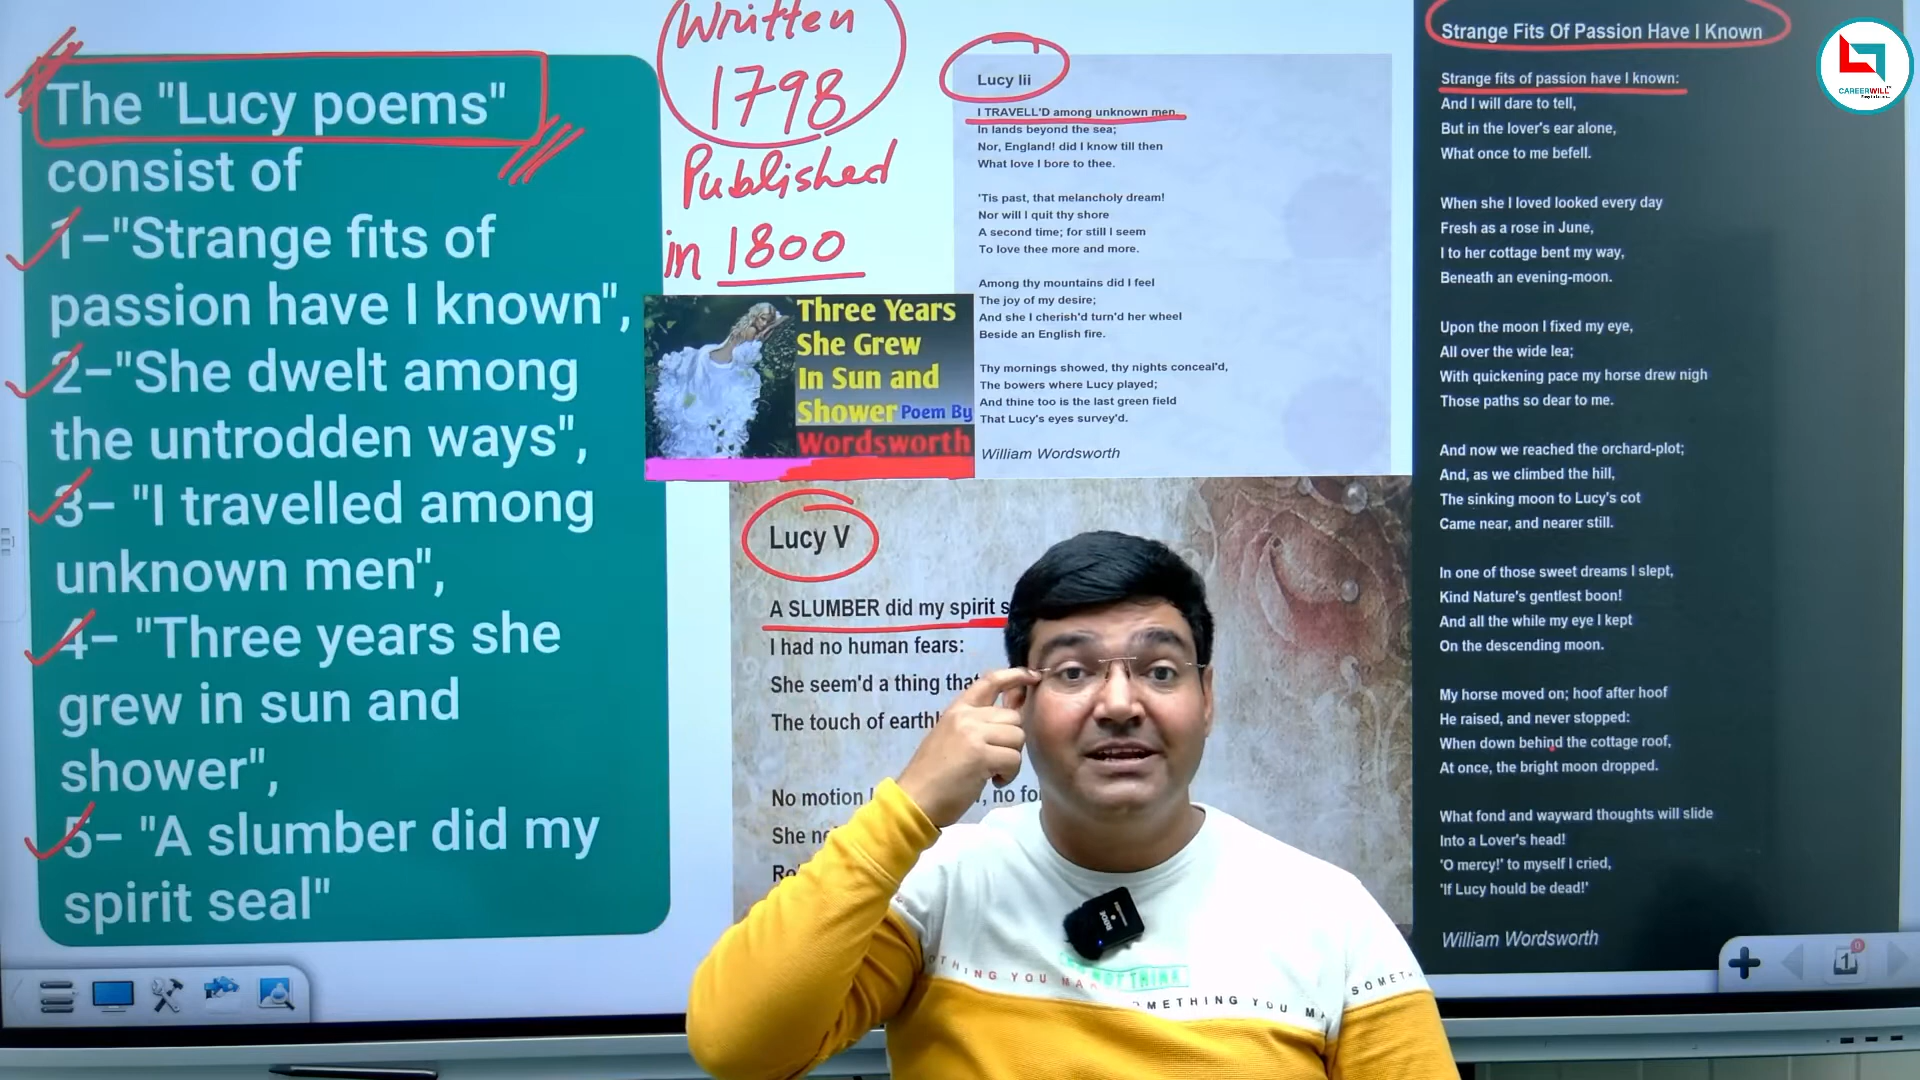 The "Lucy poems"
consist of
1-"Strange fits of
passion have I known",
2-"She dwelt among
the untrodden ways",
3- "I travelled among
unknown men",
4- "Three years she
grew in sun and
shower",
5- "A slumber did my
spirit seal"
Written
1798
Published
in 1800
Three Years
She Grew
In Sun and
Shower Poem By
Wordsworth
Lucy Iii
I TRAVELL'D among unknown men,
In lands beyond the sea;
Nor, England! did I know till then
What love I bore to thee.
'Tis past, that melancholy dream!
Nor will I quit thy shore
A second time; for still I seem
To love thee more and more.
Among thy mountains did I feel
The joy of my desire;
And she I cherish'd turn'd her wheel
Beside an English fire.
Thy mornings showed, thy nights conceal'd,
The bowers where Lucy played;
And thine too is the last green field
That Lucy's eyes survey'd.
William Wordsworth
Lucy V
A SLUMBER did my spirit s
I had no human fears:
She seem'd a thing that
The touch of earthl
No motion , no fo
She
Strange Fits Of Passion Have I Known
Strange fits of passion have I known:
And I will dare to tell,
But in the lover's ear alone,
What once to me befell.
When she I loved looked every day
Fresh as a rose in June,
I to her cottage bent my way,
Beneath an evening-moon.
Upon the moon I fixed my eye,
All over the wide lea;
With quickening pace my horse drew nigh
Those paths so dear to me.
And now we reached the orchard-plot;
And, as we climbed the hill,
The sinking moon to Lucy's cot
Came near, and nearer still.
In one of those sweet dreams I slept,
Kind Nature's gentlest boon!
And all the while my eye I kept
On the descending moon.
My horse moved on; hoof after hoof
He raised, and never stopped:
When down behind the cottage roof,
At once, the bright moon dropped.
What fond and wayward thoughts will slide
Into a Lover's head!
'O mercy!' to myself I cried,
'If Lucy hould be dead!'
William Wordsworth
CAREERWILL
RODE
OTHING YOU MA
NOT THINK
OMETHING YOU M
SOMET
1
0